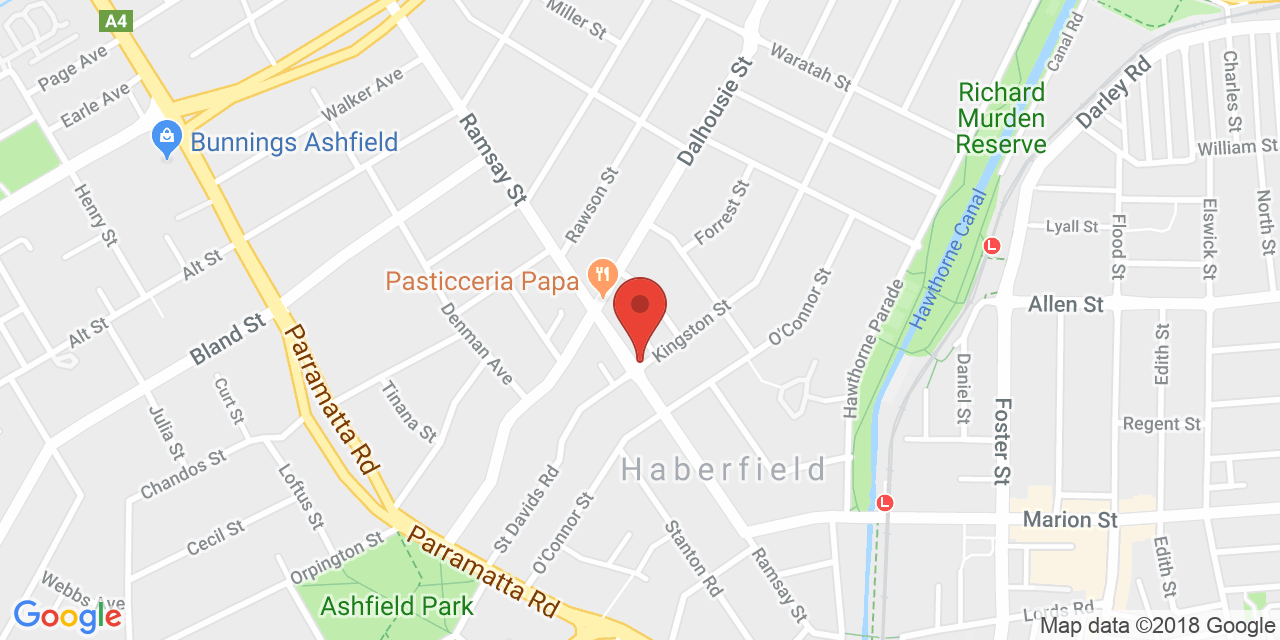 A4
Miller St
Page Ave
Earle Ave
Walker Ave
Waratah St
Canal Rd
Darley Rd
Charles St
Richard
Murden
Reserve
Bunnings Ashfield
Ramsay St
Dalhousie St
William St
Henry St
Rawson St
Forrest St
Lyall St
Flood St
Elswick St
North St
Alt St
L
Hawthorne Canal
Pasticceria Papa
Alt St
Bland St
Denman Ave
Kingston St
O'Connor St
Hawthorne Parade
Allen St
Parramatta Rd
Edith St
Daniel St
Curt St
Tinana St
Julia St
Foster St
Regent St
Chandos St
Loftus St
Haberfield
L
St Davids Rd
O'Connor St
Stanton Rd
Marion St
Cecil St
Orpington St
Parramatta Rd
Ramsay St
Edith St
Webbs Ave
Ashfield Park
Lords Rd
Google
Map data ©2018 Google